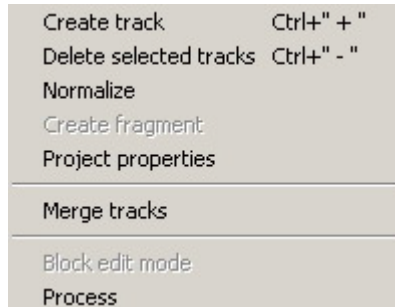 Create track Ctrl+" + "
Delete selected tracks Ctrl+" - "
Normalize
Create fragment
Project properties
Merge tracks
Block edit mode
Process